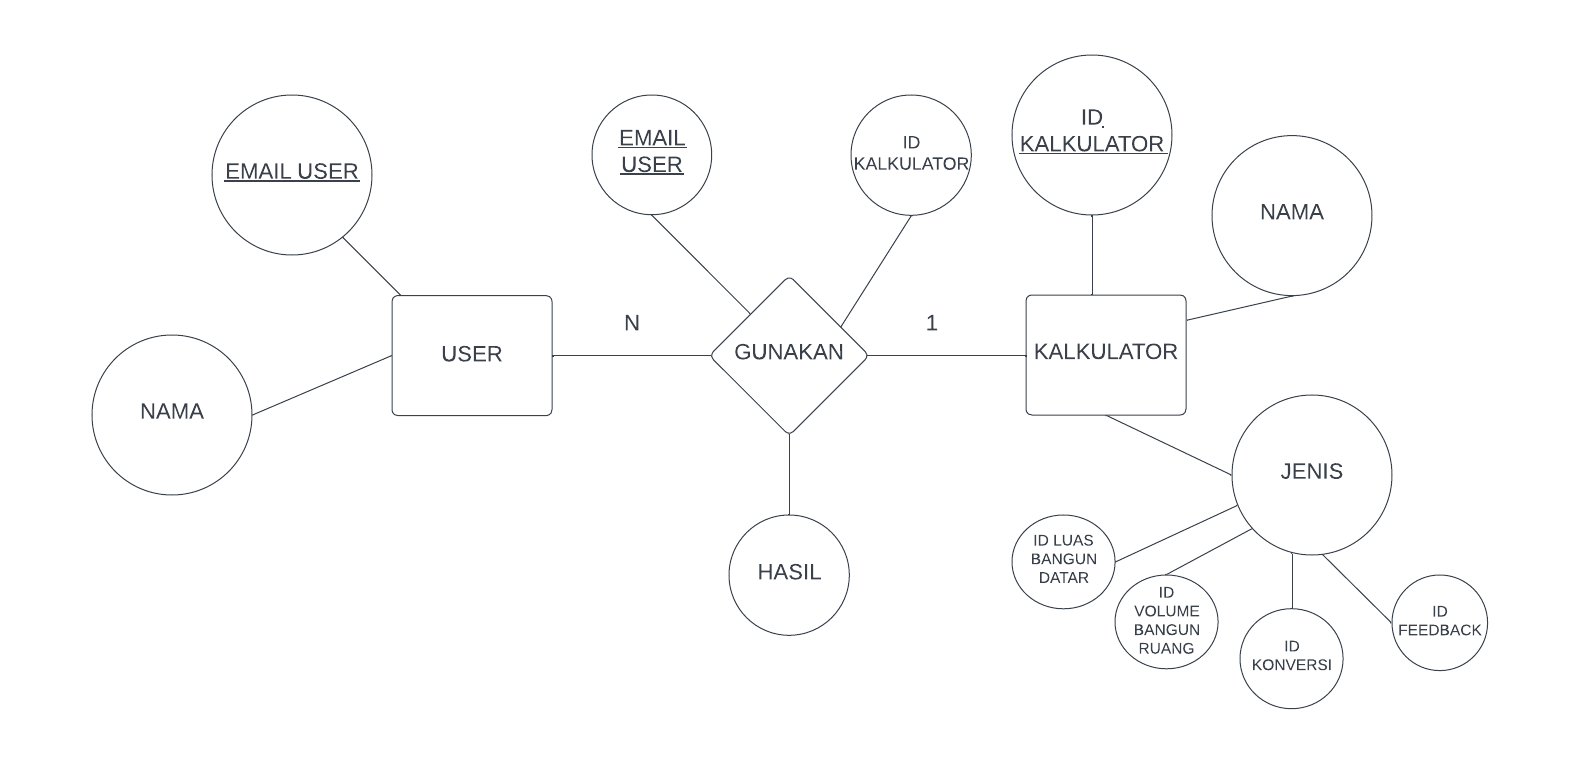 EMAIL USER
EMAIL
USER
ID
KALKULATOR
ID
KALKULATOR
NAMA
N
1
USER
GUNAKAN
KALKULATOR
NAMA
JENIS
HASIL
ID LUAS
BANGUN
DATAR
ID
VOLUME
BANGUN
RUANG
ID
KONVERSI
ID
FEEDBACK